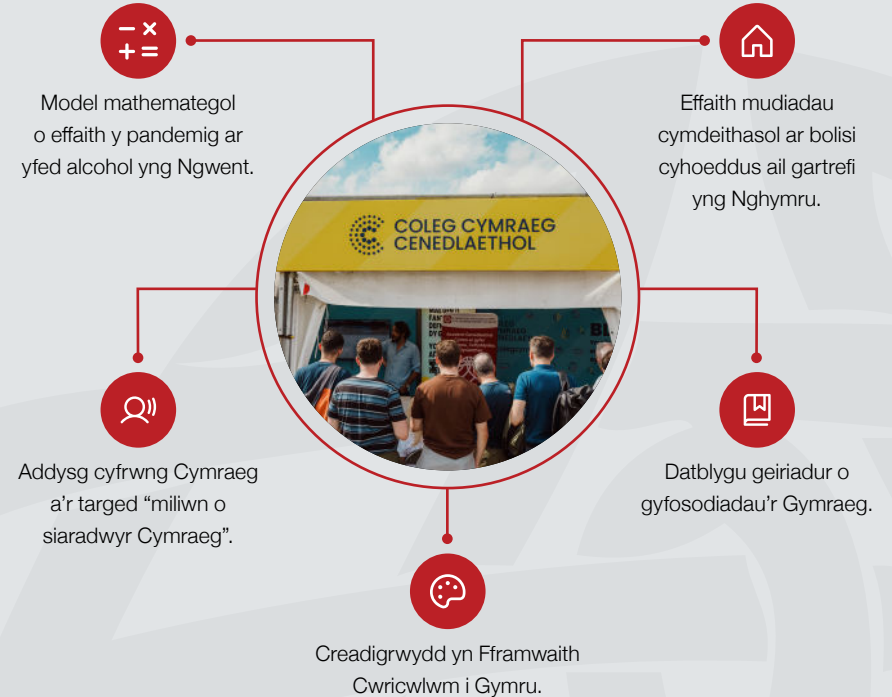 Model mathemategol
o effaith y pandemig ar
yfed alcohol yng Ngwent.
Effaith mudiadau
cymdeithasol ar bolisi
cyhoeddus ail gartrefi
yng Nghymru.
COLEG CYMRAEG
CENEDLAETHOL
Addysg cyfrwng Cymraeg
a'r targed “miliwn o
siaradwyr Cymraeg”.
Datblygu geiriadur o
gyfosodiadau'r Gymraeg.
Creadigrwydd yn Fframwaith
Cwricwlwm i Gymru.